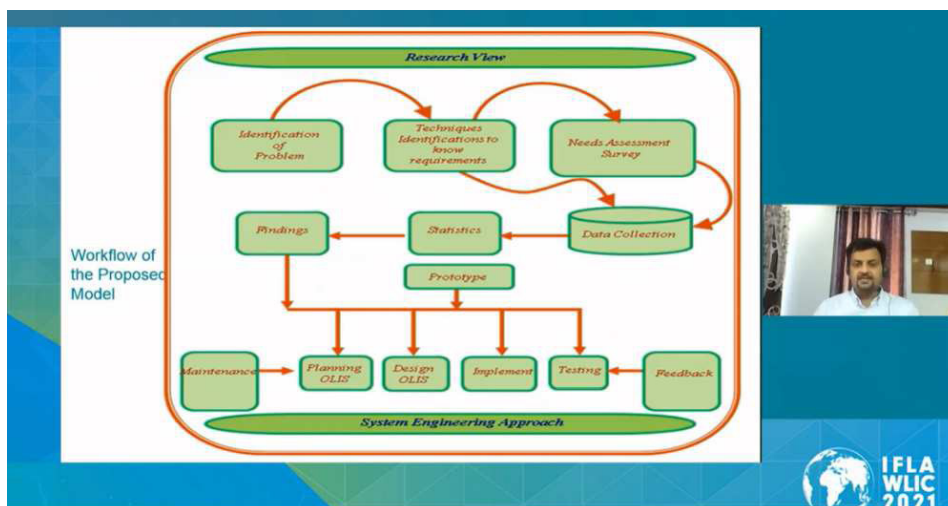 Research View
Identification
of
Problem
Techniques
Identifications to
know
requirements
Needs Assessment
Survey
Findings
Statistics
Data Collection
Workflow of
the Proposed
Model
Prototype
Maintenance
Planning
OLIS
Design
OLIS
Implement
Testing
Feedback
System Engineering Approach
IFLA
WLIC
2021